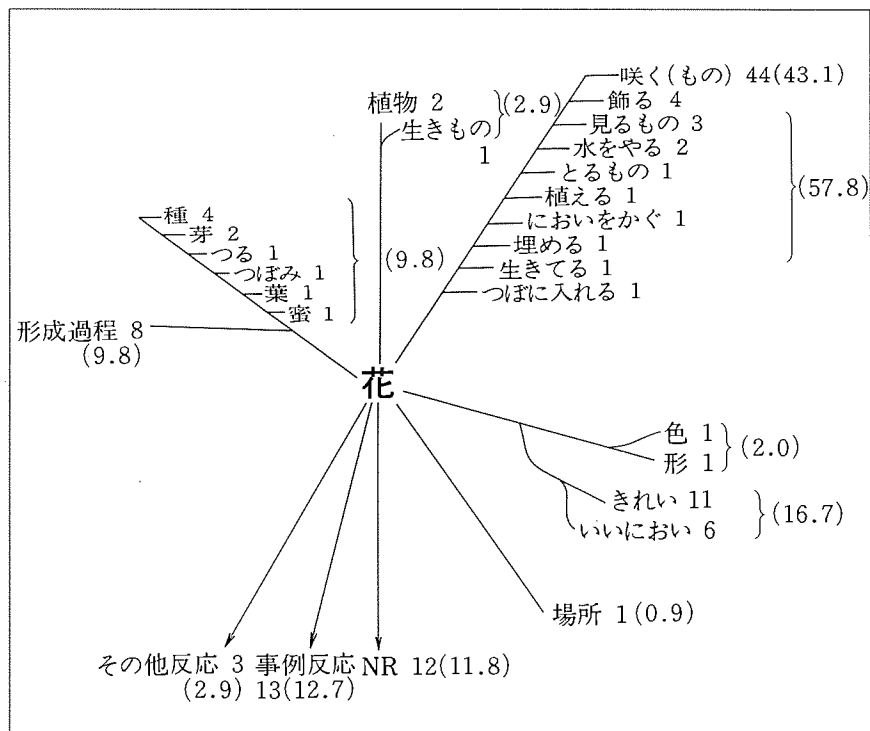 咲く(もの) 44(43.1)
飾る 4
見るもの 3
水をやる 2
とるもの 1
植える 1
においをかぐ 1
埋める 1
生きてる 1
つぼに入れる 1
(57.8)
植物 2
生きもの
1
(2.9)
種 4
芽 2
つる 1
つぼみ 1
葉 1
蜜 1
(9.8)
形成過程 8
(9.8)
花
色 1
形 1
(2.0)
きれい 11
いいにおい 6
(16.7)
場所 1(0.9)
その他反応 3
(2.9)
事例反応
13(12.7)
NR 12(11.8)